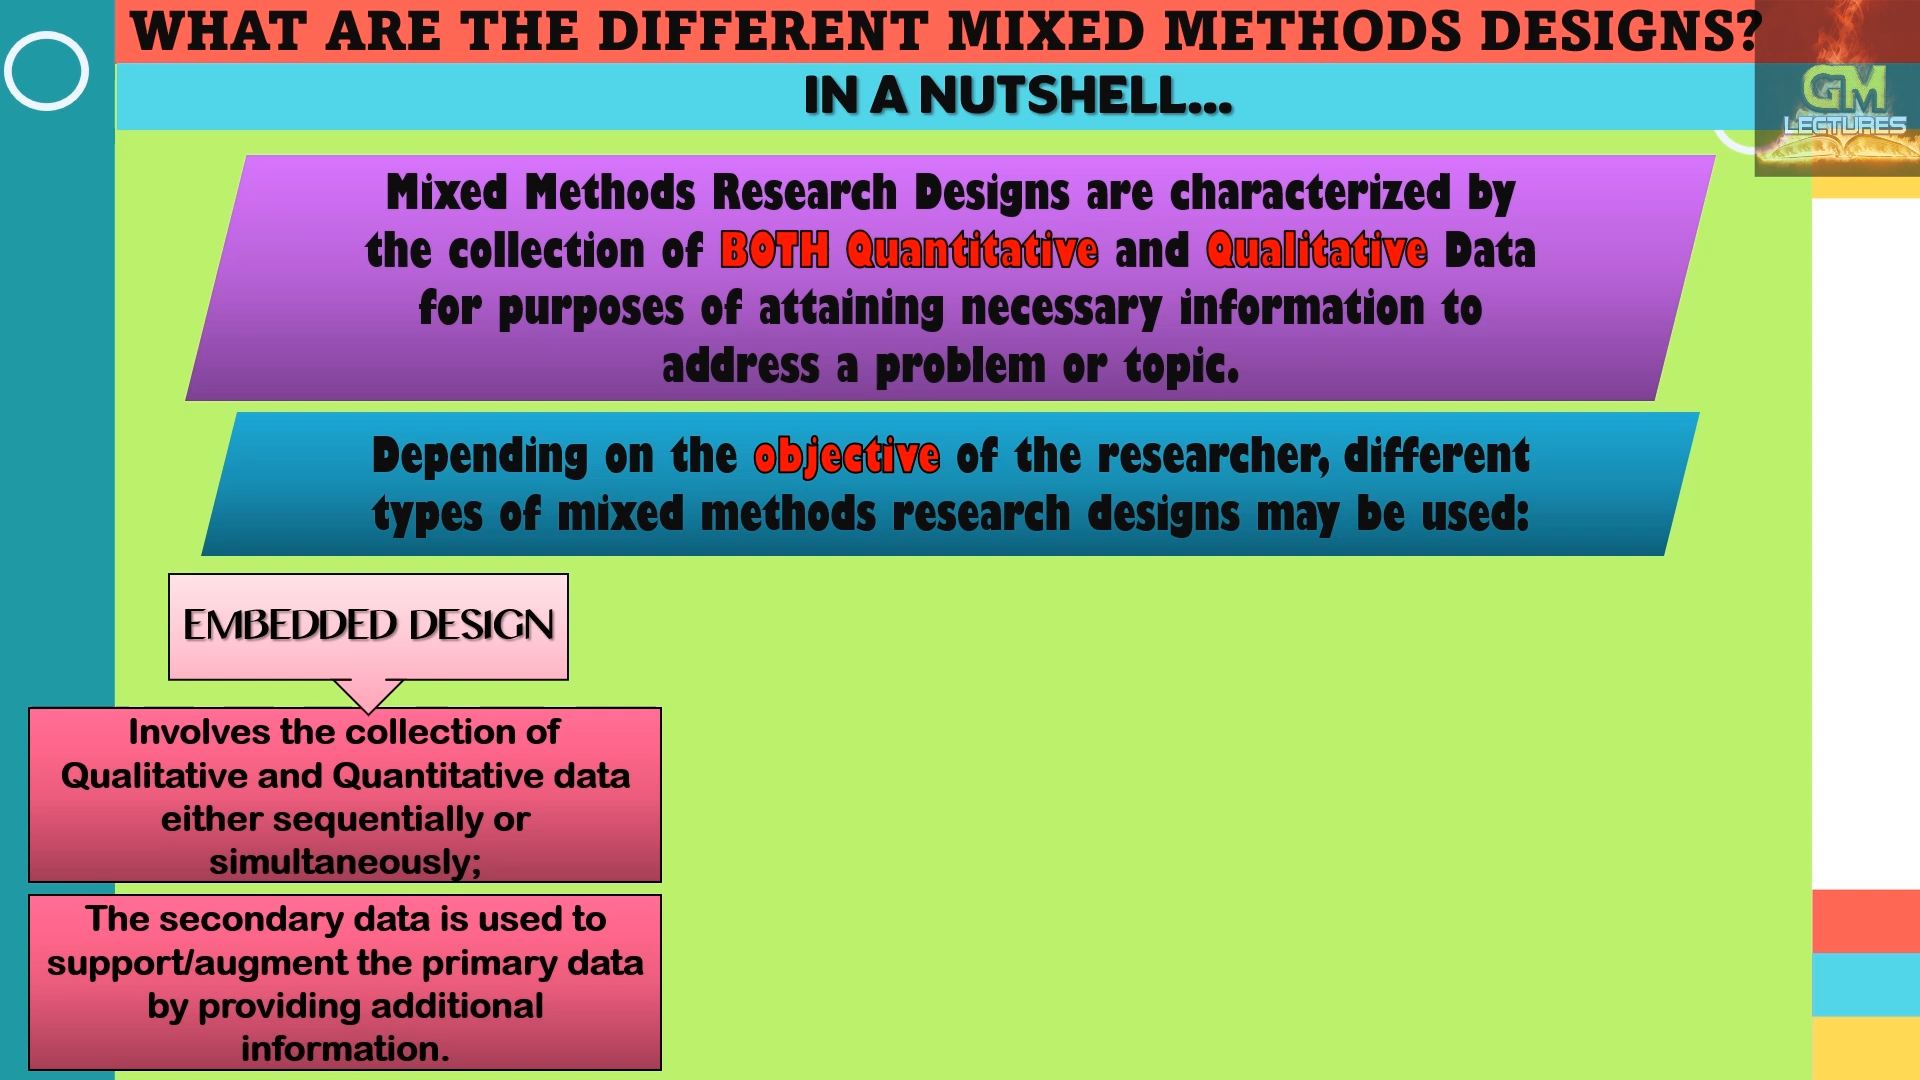 WHAT ARE THE DIFFERENT MIXED METHODS DESIGNS?
IN A NUTSHELL...
GM
LECTURES
Mixed Methods Research Designs are characterized by
the collection of BOTH Quantitative and Qualitative Data
for purposes of attaining necessary information to
address a problem or topic.
Depending on the objective of the researcher, different
types of mixed methods research designs may be used:
EMBEDDED DESIGN
Involves the collection of
Qualitative and Quantitative data
either sequentially or
simultaneously;
The secondary data is used to
support/augment the primary data
by providing additional
information.